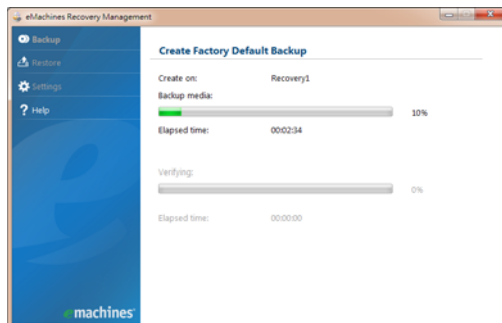 eMachines Recovery Management
Backup
Restore
Settings
Help
Create Factory Default Backup
Create on: Recovery1
Backup media:
10%
Elapsed time: 00:02:34
Verifying:
0%
Elapsed time: 00:00:00
emachines